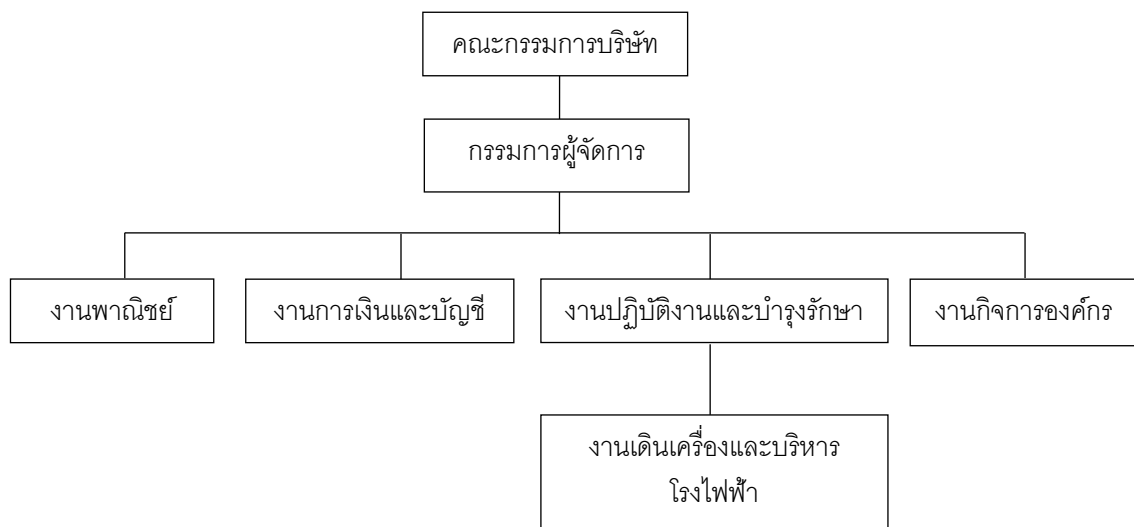 คณะกรรมการบริษัท
กรรมการผู้จัดการ
งานพาณิชย์
งานการเงินและบัญชี
งานปฏิบัติงานและบำรุงรักษา
งานกิจการองค์กร
งานเดินเครื่องและบริหาร
โรงไฟฟ้า